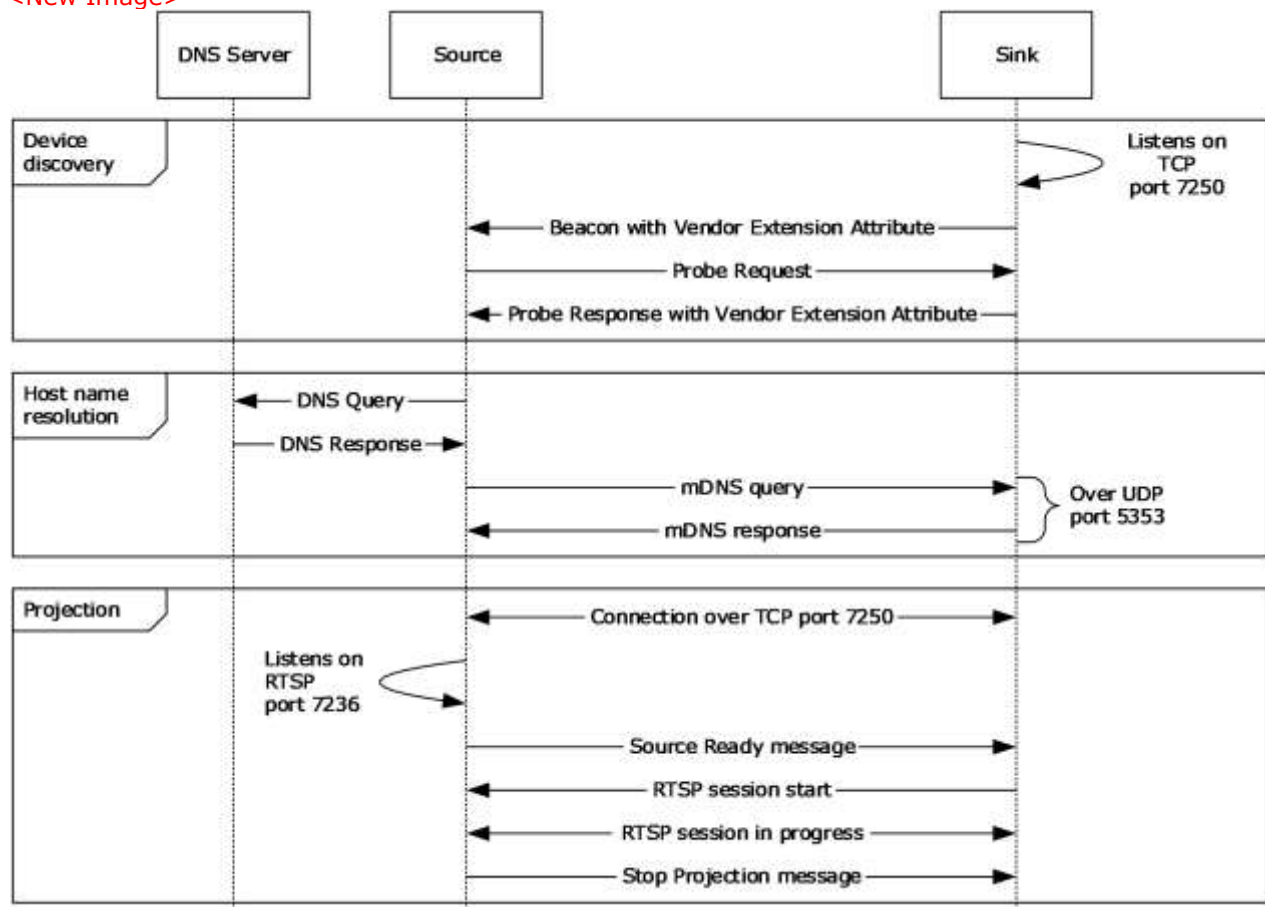 <New Image>
DNS Server
Source
Sink
Device
discovery
Listens on
TCP
port 7250
Beacon with Vendor Extension Attribute
Probe Request
Probe Response with Vendor Extension Attribute
Host name
resolution
DNS Query
DNS Response
mDNS query
mDNS response
Over UDP
port 5353
Projection
Connection over TCP port 7250
Listens on
RTSP
port 7236
Source Ready message
RTSP session start
RTSP session in progress
Stop Projection message